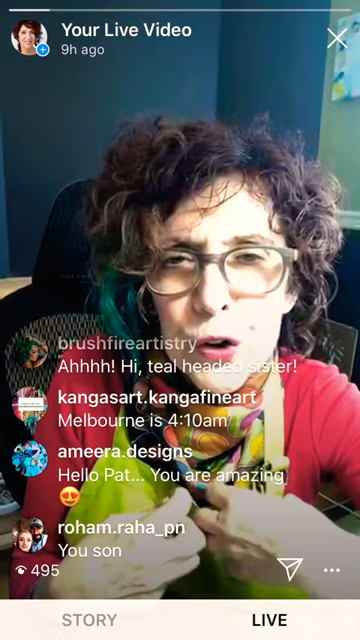 Your Live Video
9h ago
brushfireartistry
Ahhhh! Hi, teal headed sister!
kangasart.kangafineart
Melbourne is 4:10am
ameera.designs
Hello Pat... You are amazing
😍
roham.raha_pn
You son
495
STORY
LIVE